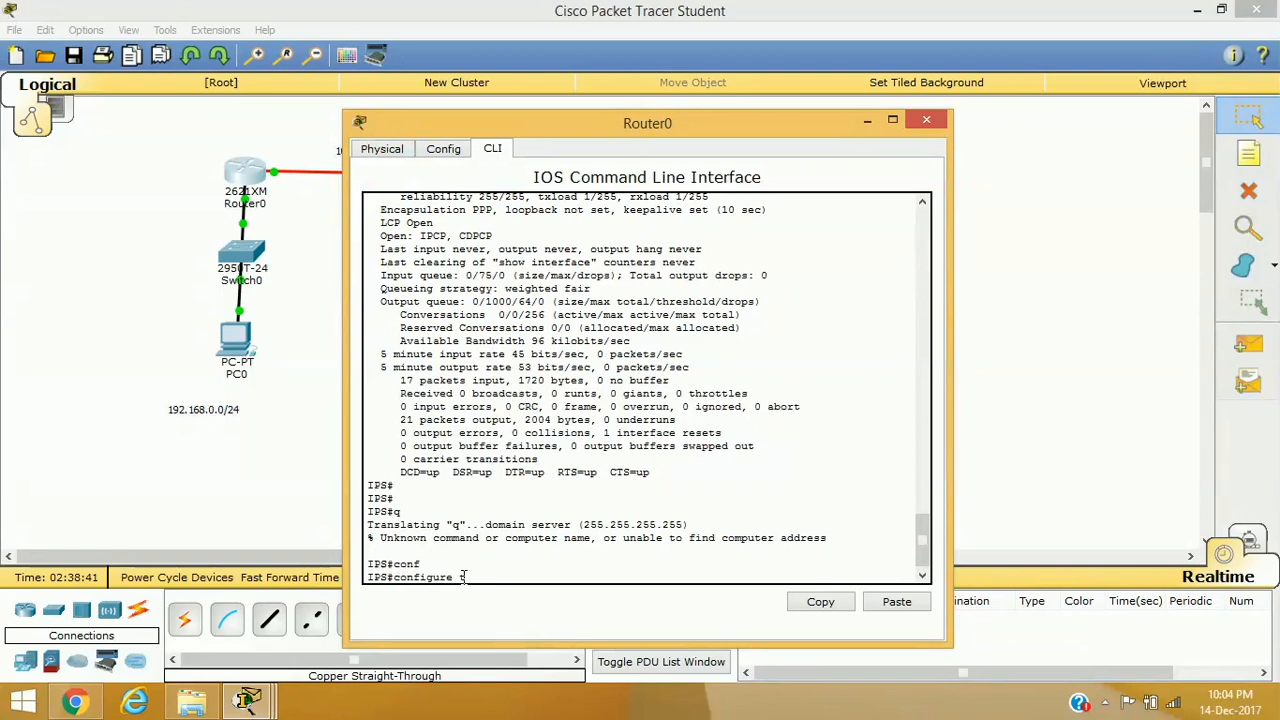 Cisco Packet Tracer Student
File Edit Options View Tools Extensions Help
Logical [Root] New Cluster Move Object Set Tiled Background Viewport
2621XM
Router0
2950T-24
Switch0
PC-PT
PC0
192.168.0.0/24
10
Router0
Physical Config CLI
IOS Command Line Interface
reliability 255/255, txload 1/255, rxload 1/255
Encapsulation PPP, loopback not set, keepalive set (10 sec)
LCP Open
Open: IPCP, CDPCP
Last input never, output never, output hang never
Last clearing of "show interface" counters never
Input queue: 0/75/0 (size/max/drops); Total output drops: 0
Queueing strategy: weighted fair
Output queue: 0/1000/64/0 (size/max total/threshold/drops)
Conversations 0/0/256 (active/max active/max total)
Reserved Conversations 0/0 (allocated/max allocated)
Available Bandwidth 96 kilobits/sec
5 minute input rate 45 bits/sec, 0 packets/sec
5 minute output rate 53 bits/sec, 0 packets/sec
17 packets input, 1720 bytes, 0 no buffer
Received 0 broadcasts, 0 runts, 0 giants, 0 throttles
0 input errors, 0 CRC, 0 frame, 0 overrun, 0 ignored, 0 abort
21 packets output, 2004 bytes, 0 underruns
0 output errors, 0 collisions, 1 interface resets
0 output buffer failures, 0 output buffers swapped out
0 carrier transitions
DCD=up DSR=up DTR=up RTS=up CTS=up
IPS#
IPS#
IPS#q
Translating "q"...domain server (255.255.255.255)
% Unknown command or computer name, or unable to find computer address
IPS#conf
IPS#configure t
Copy Paste
Time: 02:38:41 Power Cycle Devices Fast Forward Time Realtime
Connections
Copper Straight-Through
Toggle PDU List Window
ination Type Color Time(sec) Periodic Num
10:04 PM
14-Dec-2017